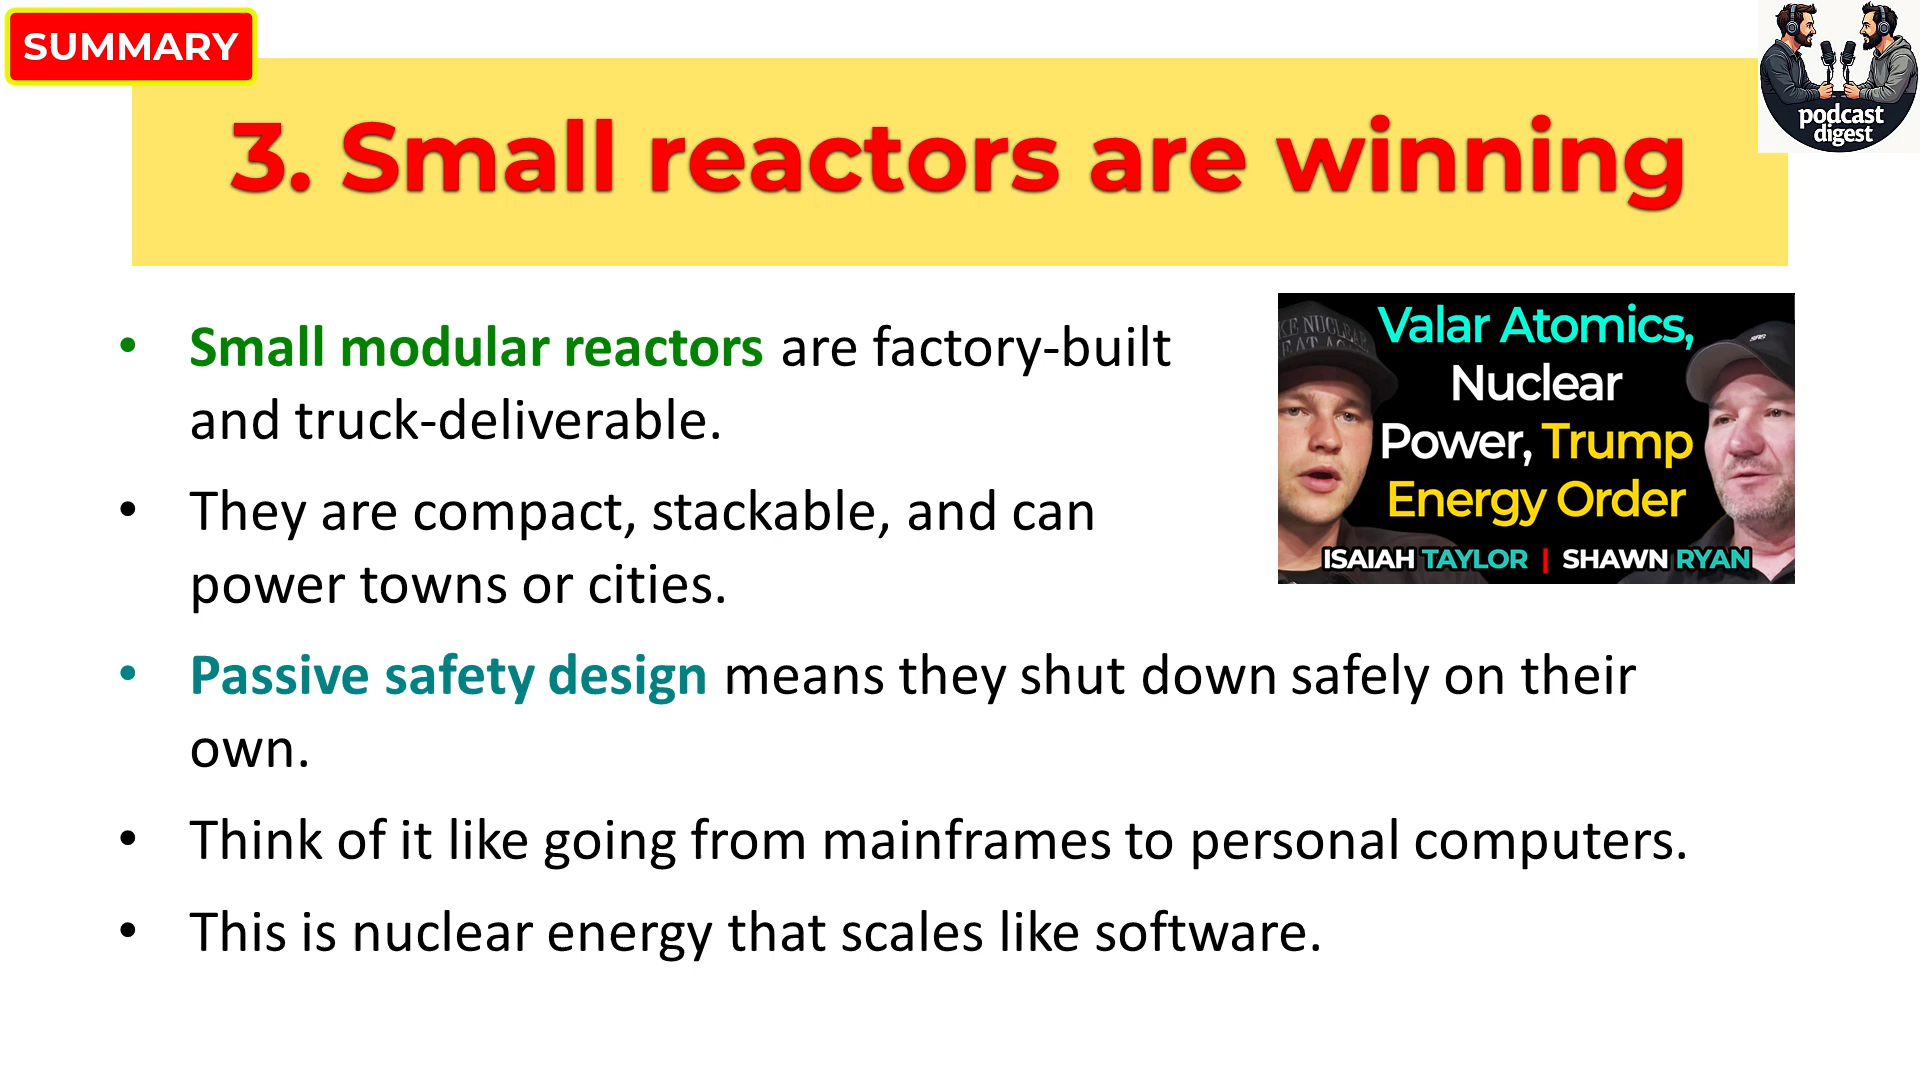 SUMMARY
podcast
digest
3. Small reactors are winning
• Small modular reactors are factory-built
and truck-deliverable.
• They are compact, stackable, and can
power towns or cities.
• Passive safety design means they shut down safely on their
own.
• Think of it like going from mainframes to personal computers.
• This is nuclear energy that scales like software.
Valar Atomics,
Nuclear
Power, Trump
Energy Order
ISAIAH TAYLOR | SHAWN RYAN